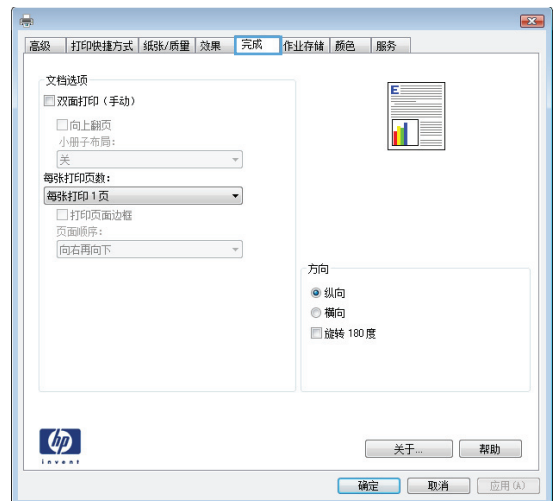 高级 打印快捷方式 纸张/质量 效果 完成 作业存储 颜色 服务
文档选项
双面打印（手动）
向上翻页
小册子布局：
关
每张打印页数：
每张打印 1 页
打印页面边框
页面顺序：
向右再向下
E
方向
纵向
横向
旋转 180 度
hp
invent
关于... 帮助
确定 取消 应用(A)